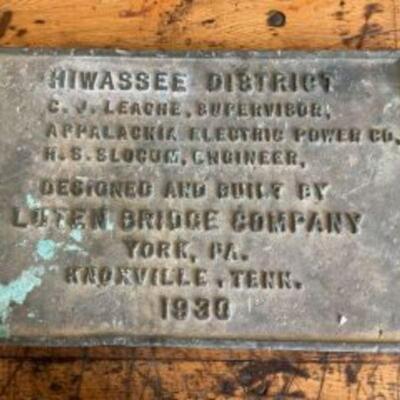 HIWASSEE DISTRICT
C. J. LEACHE, SUPERVISOR,
APPALACHIA ELECTRIC POWER CO.
H. S. SLOCUM, ENGINEER,
DESIGNED AND BUILT BY
LUTEN BRIDGE COMPANY
YORK, PA.
KNOXVILLE, TENN.
1930